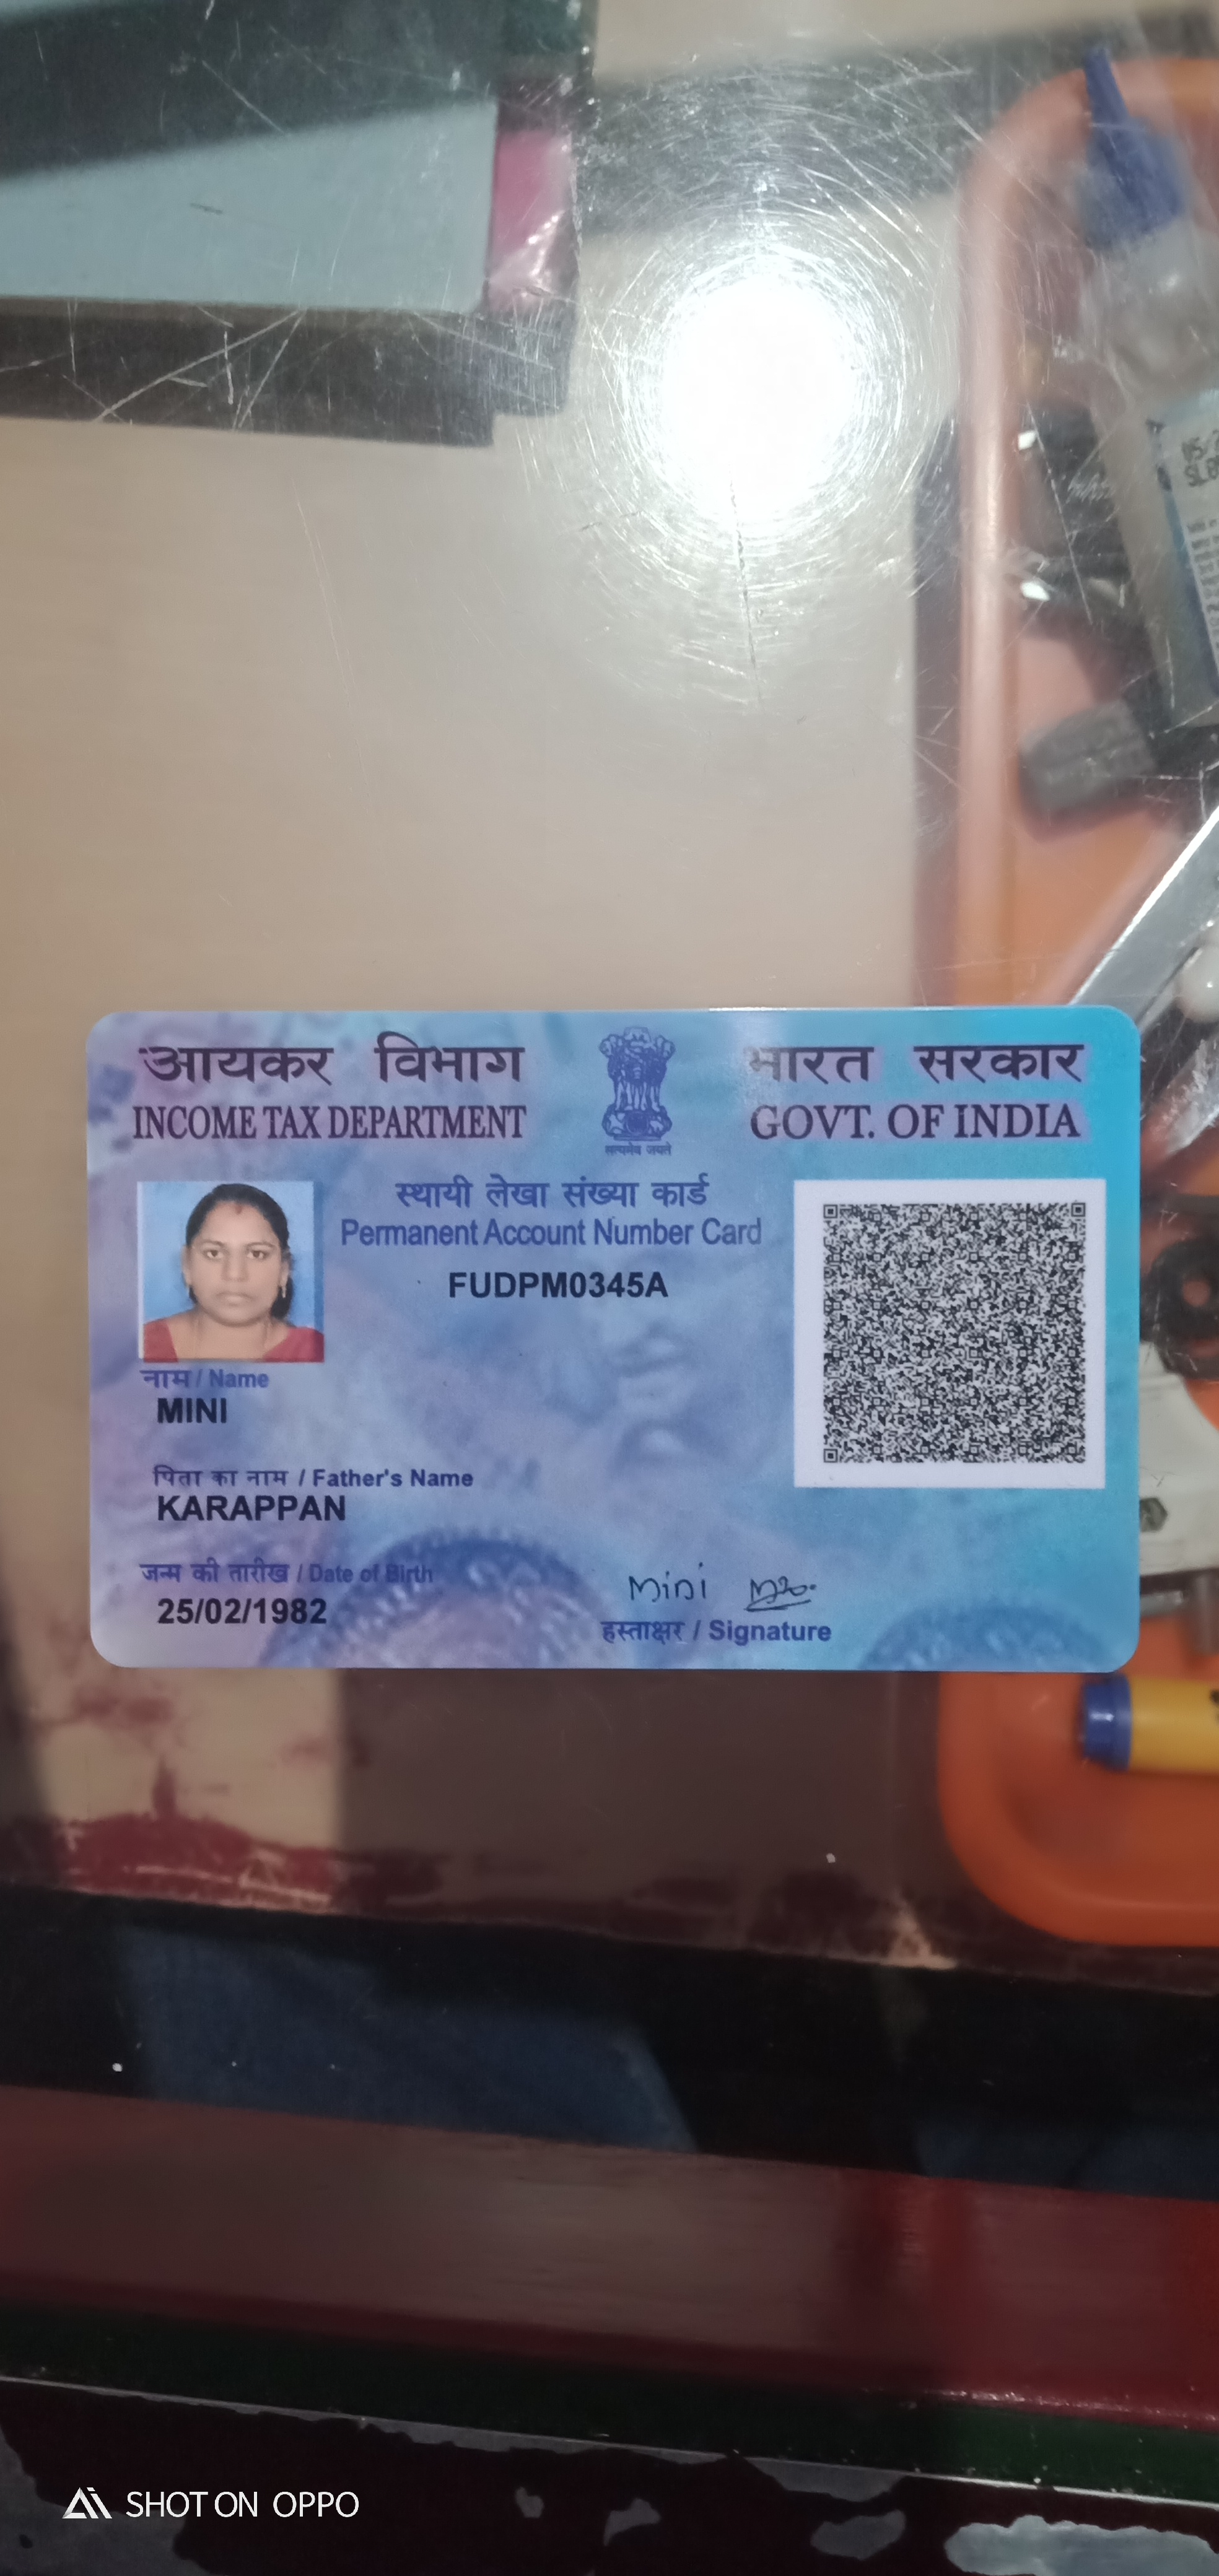 आयकर विभाग
INCOME TAX DEPARTMENT
सत्यमेव जयते
भारत सरकार
GOVT. OF INDIA
स्थायी लेखा संख्या कार्ड
Permanent Account Number Card
FUDPM0345A
नाम / Name
MINI
पिता का नाम / Father's Name
KARAPPAN
जन्म की तारीख / Date of Birth
25/02/1982
Mini
हस्ताक्षर / Signature
SHOT ON OPPO